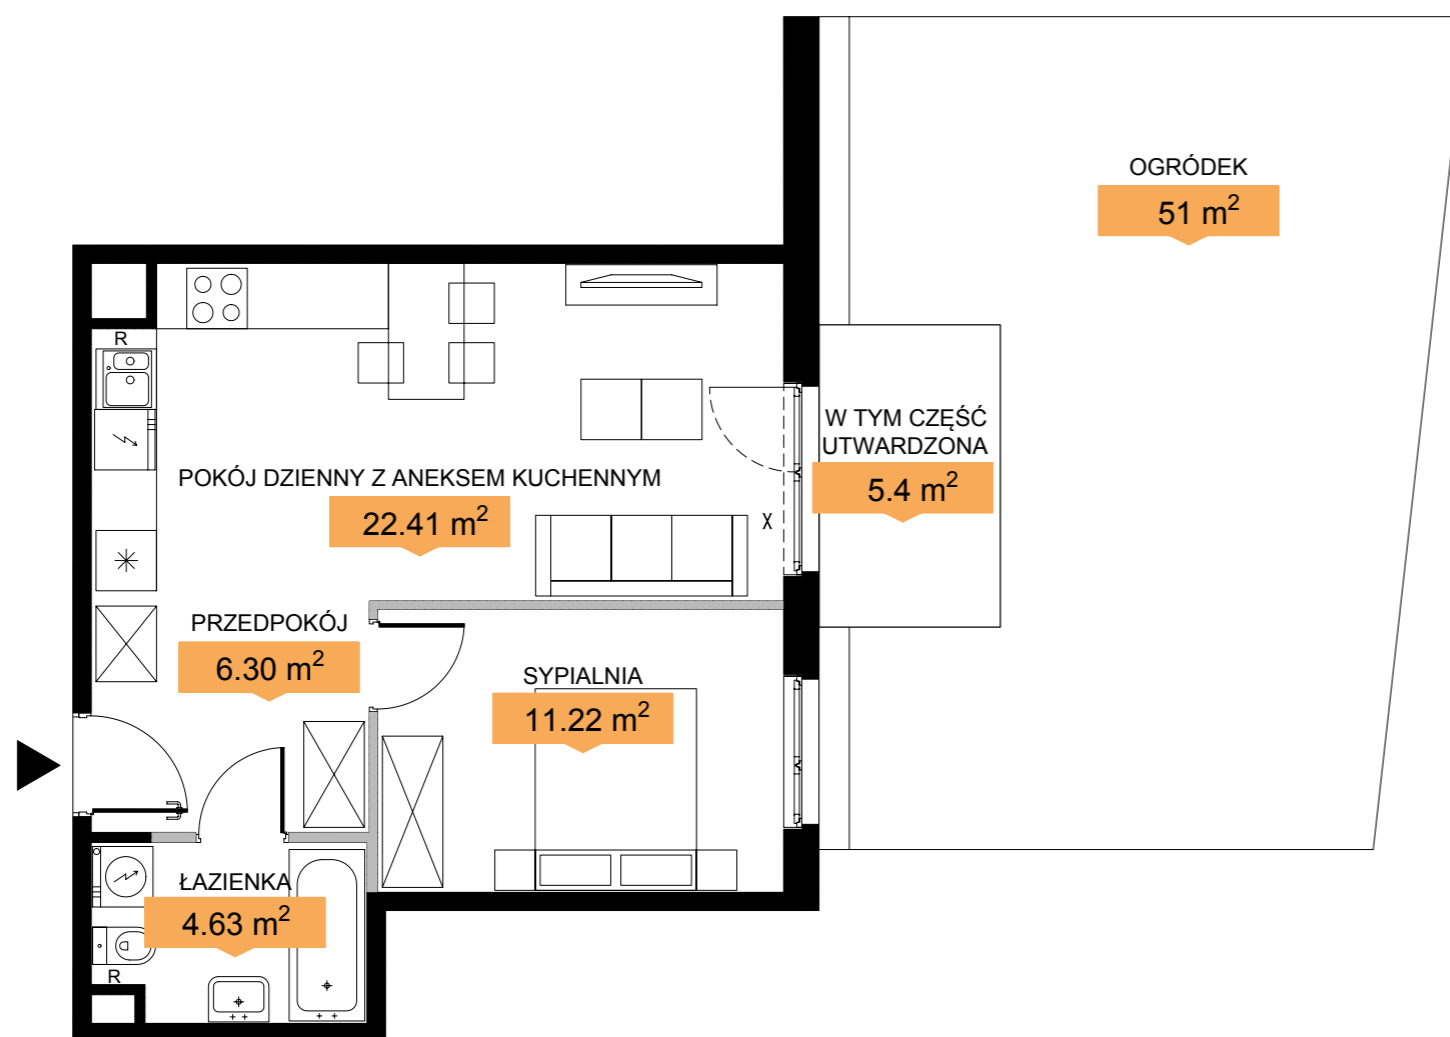 OGRÓDEK
51 m²
R
W TYM CZĘŚĆ
UTWARDZONA
5.4 m²
POKÓJ DZIENNY Z ANEKSEM KUCHENNYM
22.41 m²
X
PRZEDPOKÓJ
6.30 m²
SYPIALNIA
11.22 m²
ŁAZIENKA
4.63 m²
R